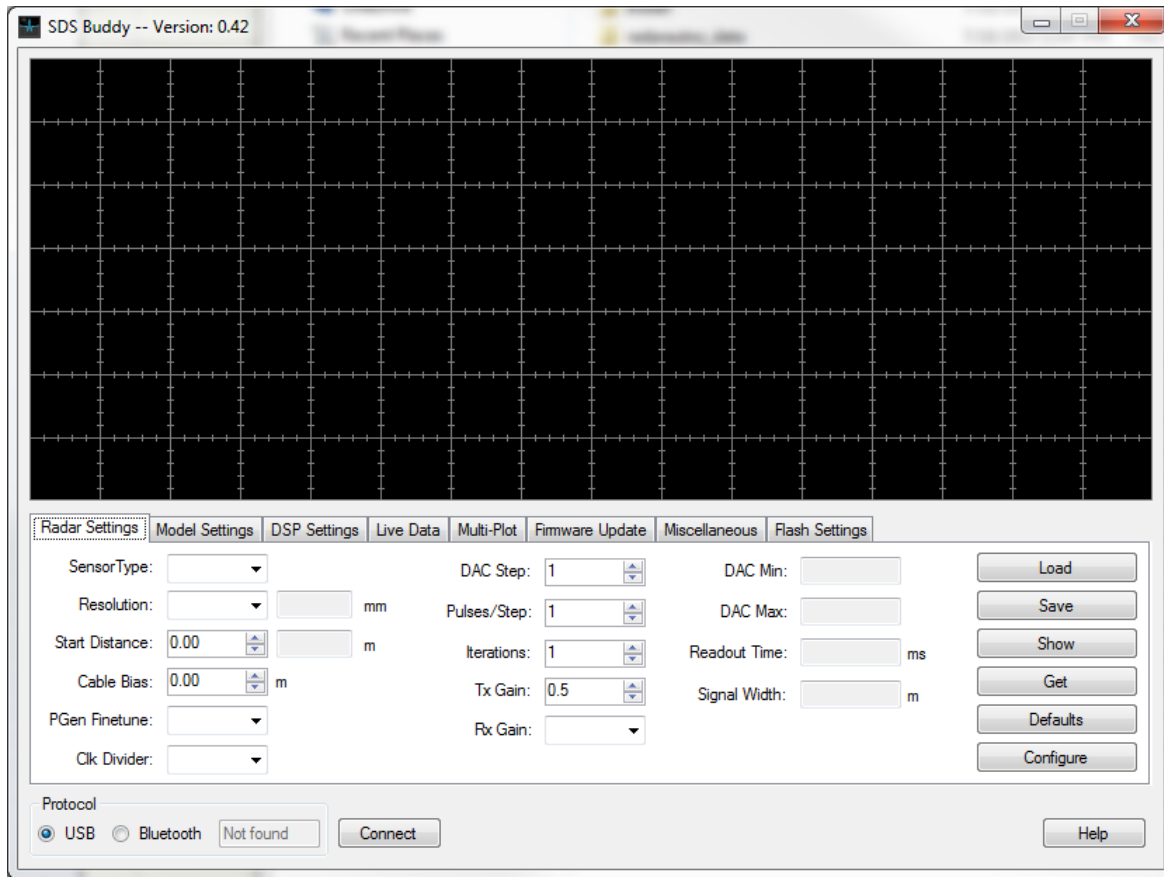 Recent Places
SDS Buddy -- Version: 0.42
Radar Settings Model Settings DSP Settings Live Data Multi-Plot Firmware Update Miscellaneous Flash Settings
SensorType: DAC Step: 1 DAC Min: Load
Resolution: mm Pulses/Step: 1 DAC Max: Save
Start Distance: 0.00 m Iterations: 1 Readout Time: ms Show
Cable Bias: 0.00 m Tx Gain: 0.5 Signal Width: m Get
PGen Finetune: Rx Gain: Defaults
Clk Divider: Configure
Protocol
USB Bluetooth Not found Connect Help